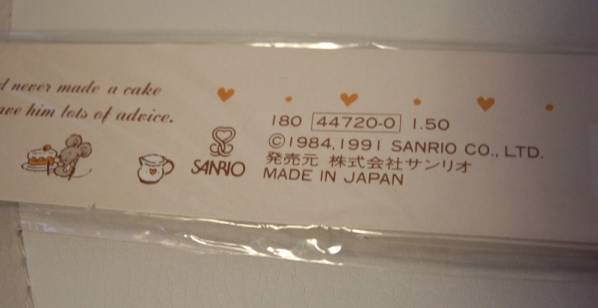 never made a cake
him lots of advice.
180 44720-0 1.50
©1984,1991 SANRIO CO., LTD.
発売元 株式会社サンリオ
SANRIO
MADE IN JAPAN